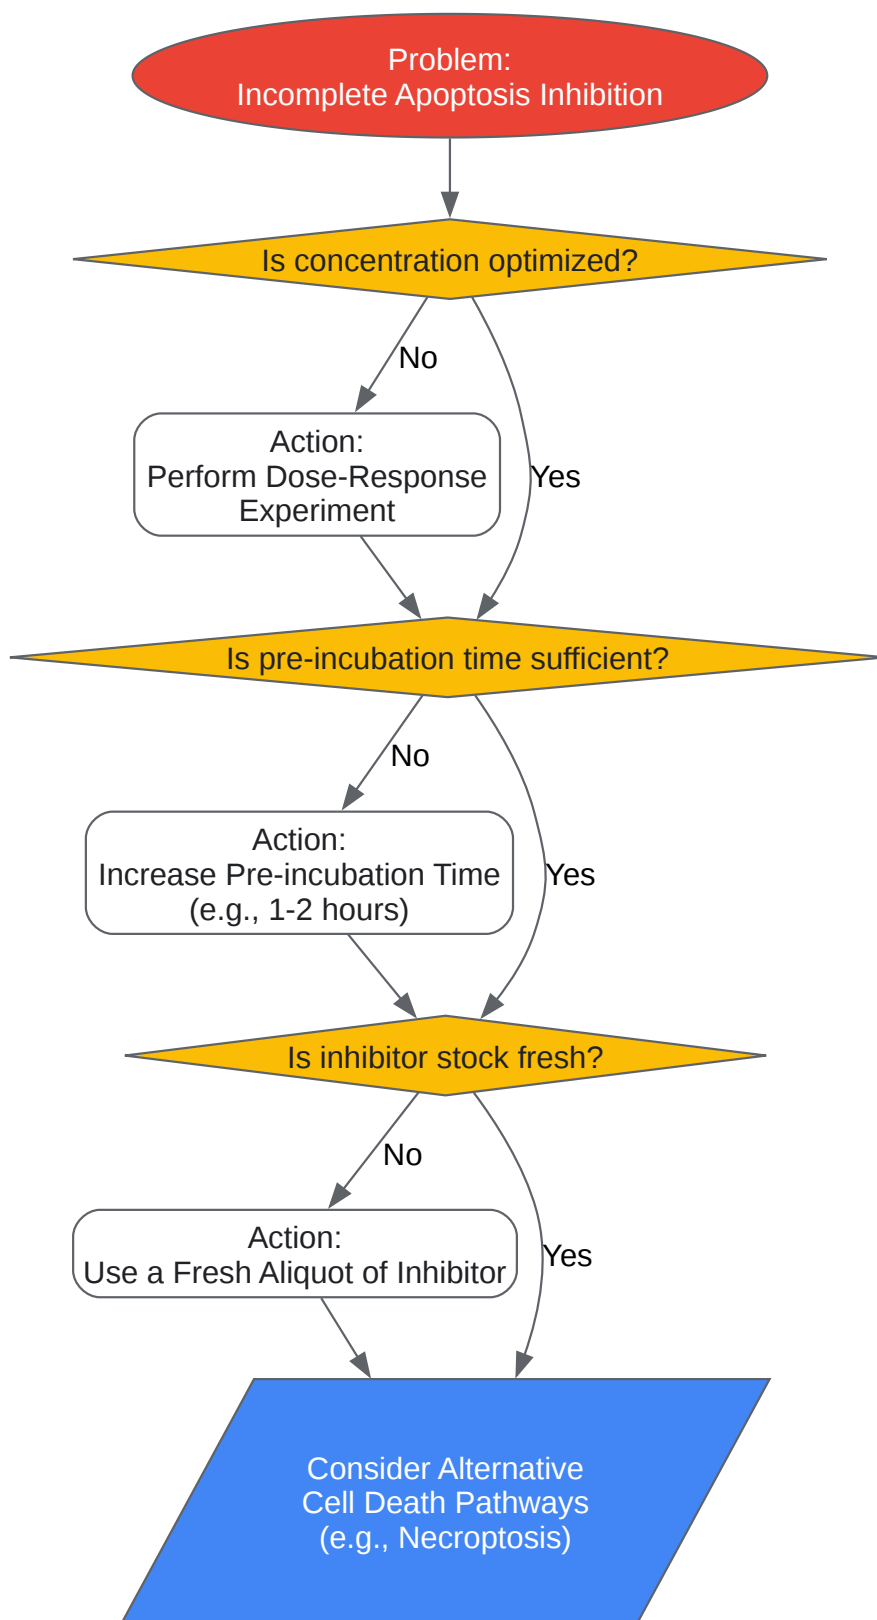 Problem:
Incomplete Apoptosis Inhibition
Is concentration optimized?
No
Action:
Perform Dose-Response
Experiment
Yes
Is pre-incubation time sufficient?
No
Action:
Increase Pre-incubation Time
(e.g., 1-2 hours)
Yes
Is inhibitor stock fresh?
No
Action:
Use a Fresh Aliquot of Inhibitor
Yes
Consider Alternative
Cell Death Pathways
(e.g., Necroptosis)